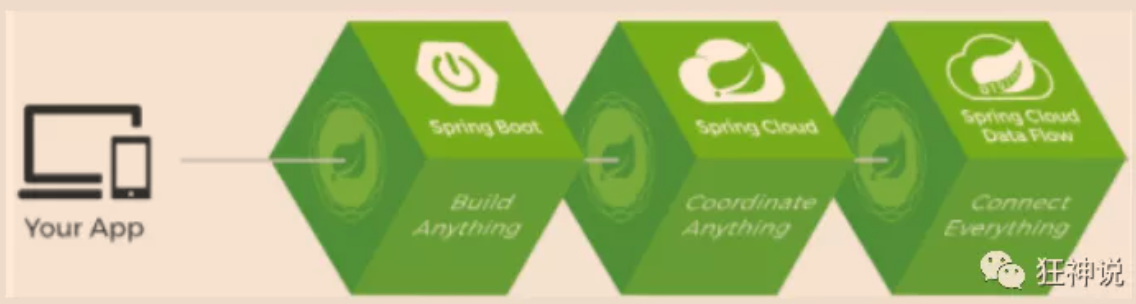 Your App
Spring Boot
Build
Anything
Spring Cloud
Coordinate
Anything
Spring Cloud
Data Flow
Connect
Everything
狂神说